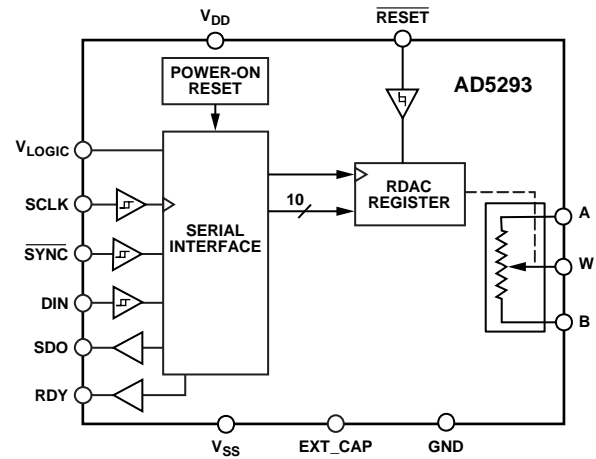 VDD
RESET
POWER-ON
RESET
AD5293
VLOGIC
SCLK
SYNC
DIN
SDO
RDY
SERIAL
INTERFACE
10
RDAC
REGISTER
A
W
B
VSS
EXT_CAP
GND